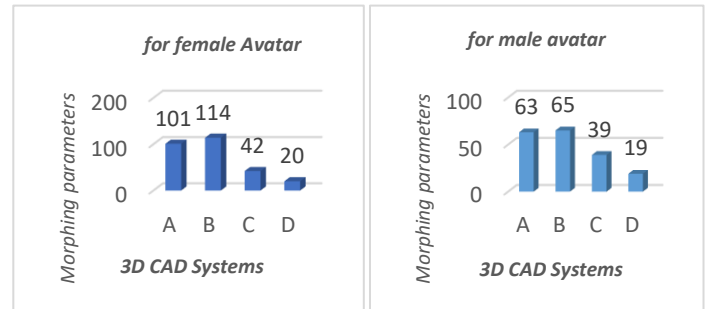 for female Avatar
Morphing parameters
200
100
0
101
114
42
20
A B C D
3D CAD Systems
for male avatar
Morphing parameters
100
50
0
63
65
39
19
A B C D
3D CAD Systems